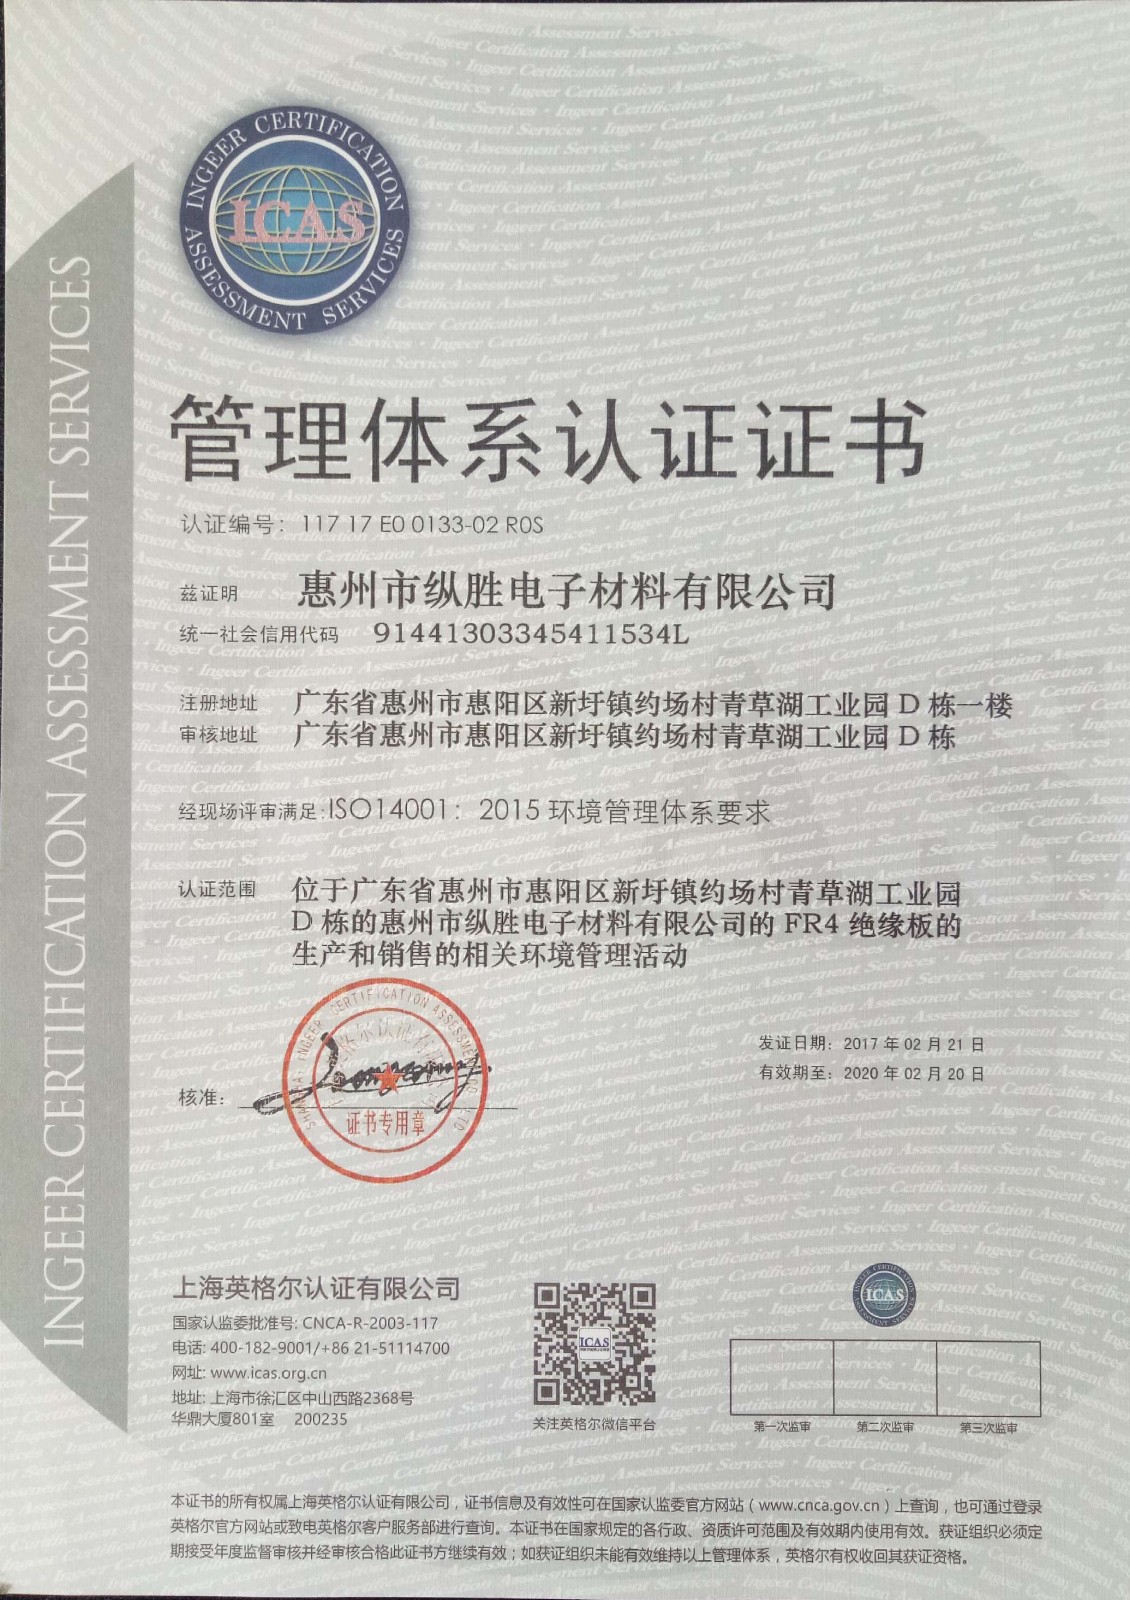 INGEER CERTIFICATION ASSESSMENT SERVICES
INGEER CERTIFICATION
ICAS
ASSESSMENT SERVICES
管理体系认证证书
认证编号：117 17 E0 0133-02 R0S
兹证明 惠州市纵胜电子材料有限公司
统一社会信用代码 91441303345411534L
注册地址 广东省惠州市惠阳区新圩镇约场村青草湖工业园 D 栋一楼
审核地址 广东省惠州市惠阳区新圩镇约场村青草湖工业园 D 栋
经现场评审满足:ISO14001：2015 环境管理体系要求
认证范围 位于广东省惠州市惠阳区新圩镇约场村青草湖工业园
D 栋的惠州市纵胜电子材料有限公司的 FR4 绝缘板的
生产和销售的相关环境管理活动
发证日期：2017 年 02 月 21 日
有效期至：2020 年 02 月 20 日
核准：
证书专用章
上海英格尔认证有限公司
国家认监委批准号: CNCA-R-2003-117
电话: 400-182-9001/+86 21-51114700
网址: www.icas.org.cn
地址: 上海市徐汇区中山西路2368号
华鼎大厦801室 200235
ICAS
关注英格尔微信平台
ICAS
第一次监审 第二次监审 第三次监审
本证书的所有权属上海英格尔认证有限公司，证书信息及有效性可在国家认监委官方网站（www.cnca.gov.cn）上查询，也可通过登录
英格尔官方网站或致电英格尔客户服务部进行查询。本证书在国家规定的各行政、资质许可范围及有效期内使用有效。获证组织必须定
期接受年度监督审核并经审核合格此证书方继续有效；如获证组织未能有效维持以上管理体系，英格尔有权收回其获证资格。